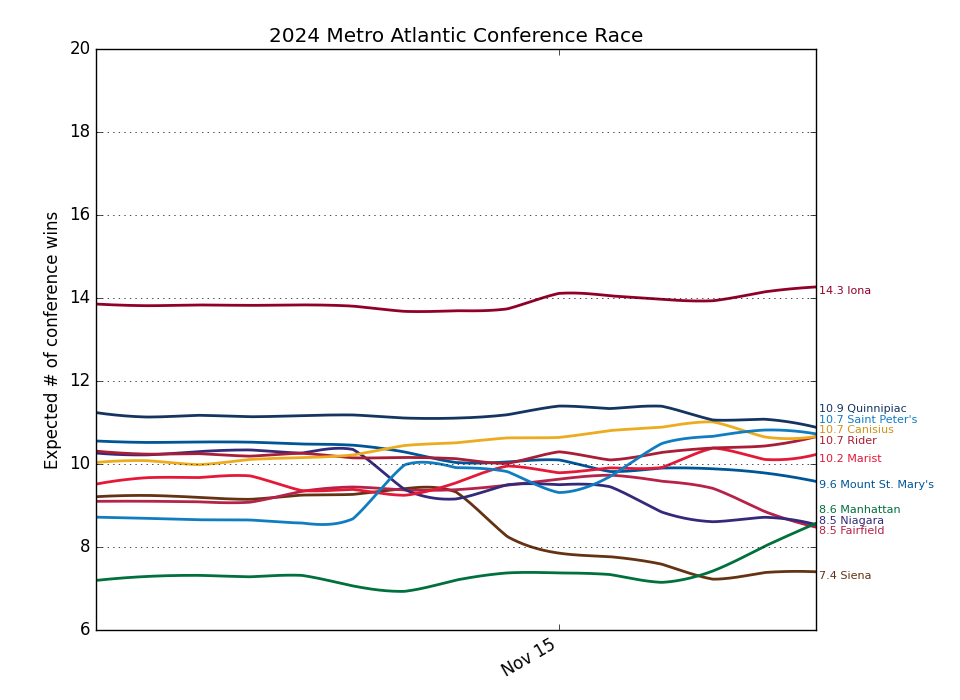 2024 Metro Atlantic Conference Race
Expected # of conference wins
20
18
16
14
12
10
8
6
Nov 15
14.3 Iona
10.9 Quinnipiac
10.7 Saint Peter's
10.7 Canisius
10.7 Rider
10.2 Marist
9.6 Mount St. Mary's
8.6 Manhattan
8.5 Niagara
8.5 Fairfield
7.4 Siena